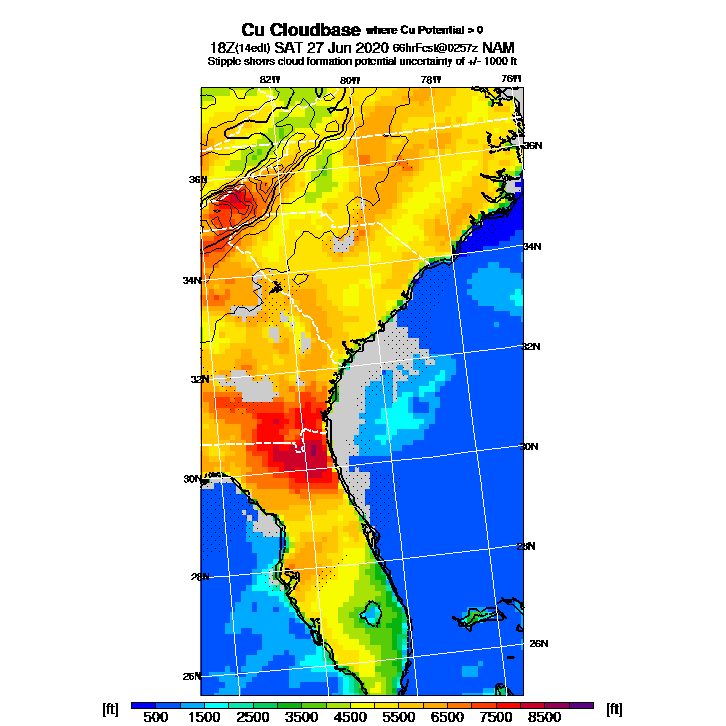 Cu Cloudbase where Cu Potential > 0
18Z(14edt) SAT 27 Jun 2020 66hrFcst@0257z NAM
Stipple shows cloud formation potential uncertainty of +/- 1000 ft
82W 80W 78W 76W
36N
36N
34N
34N
32N
32N
30N
30N
28N
28N
26N
26N
[ft] 500 1500 2500 3500 4500 5500 6500 7500 8500 [ft]